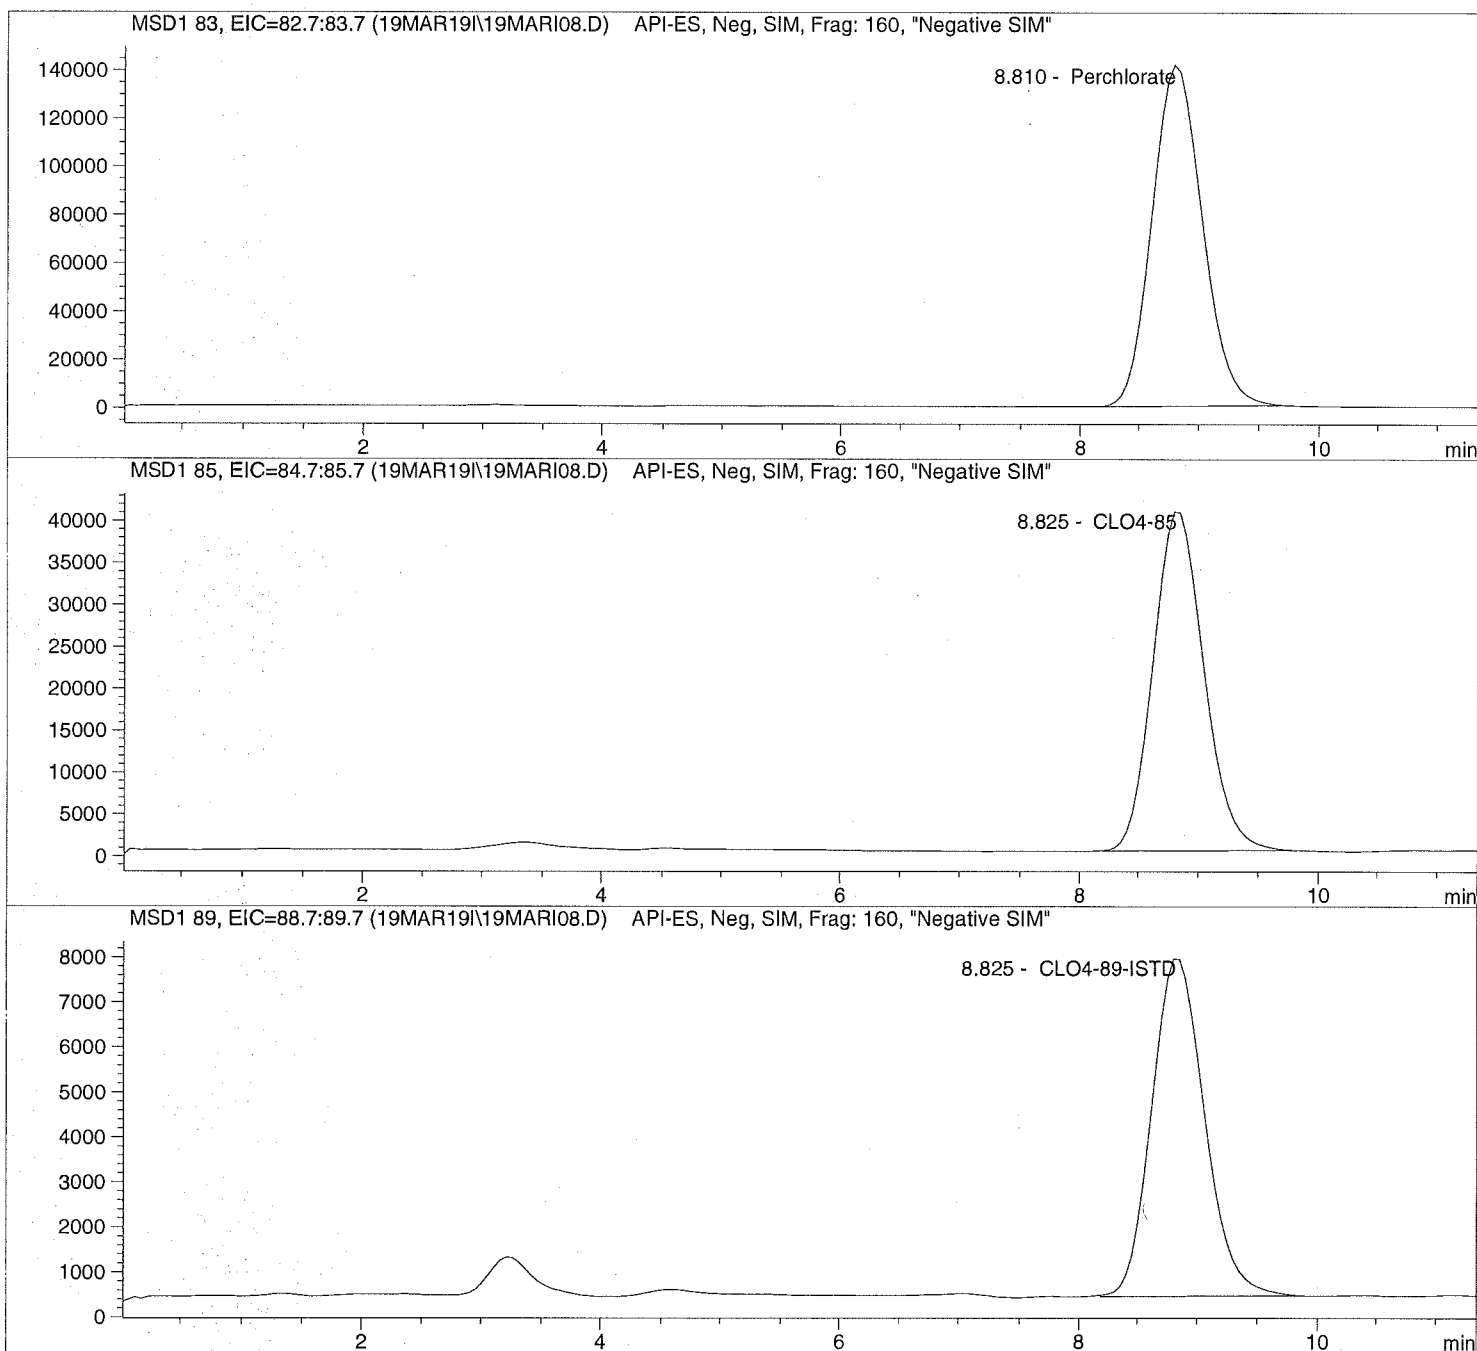 MSD1 83, EIC=82.7:83.7 (19MAR19I\19MARI08.D) API-ES, Neg, SIM, Frag: 160, "Negative SIM"
8.810 - Perchlorate
140000
120000
100000
80000
60000
40000
20000
0
2 4 6 8 10 min
MSD1 85, EIC=84.7:85.7 (19MAR19I\19MARI08.D) API-ES, Neg, SIM, Frag: 160, "Negative SIM"
8.825 - CLO4-85
40000
35000
30000
25000
20000
15000
10000
5000
0
2 4 6 8 10 min
MSD1 89, EIC=88.7:89.7 (19MAR19I\19MARI08.D) API-ES, Neg, SIM, Frag: 160, "Negative SIM"
8.825 - CLO4-89-ISTD
8000
7000
6000
5000
4000
3000
2000
1000
0
2 4 6 8 10 min